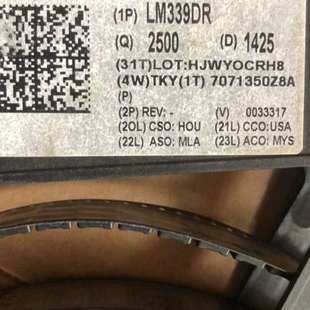 (1P) LM339DR
(Q) 2500 (D) 1425
(31T)LOT:HJWYOCRH8
(4W)TKY(1T) 7071350Z8A
(P)
(2P) REV: - (V) 0033317
(20L) CSO: HOU (21L) CCO:USA
(22L) ASO: MLA (23L) ACO: MYS